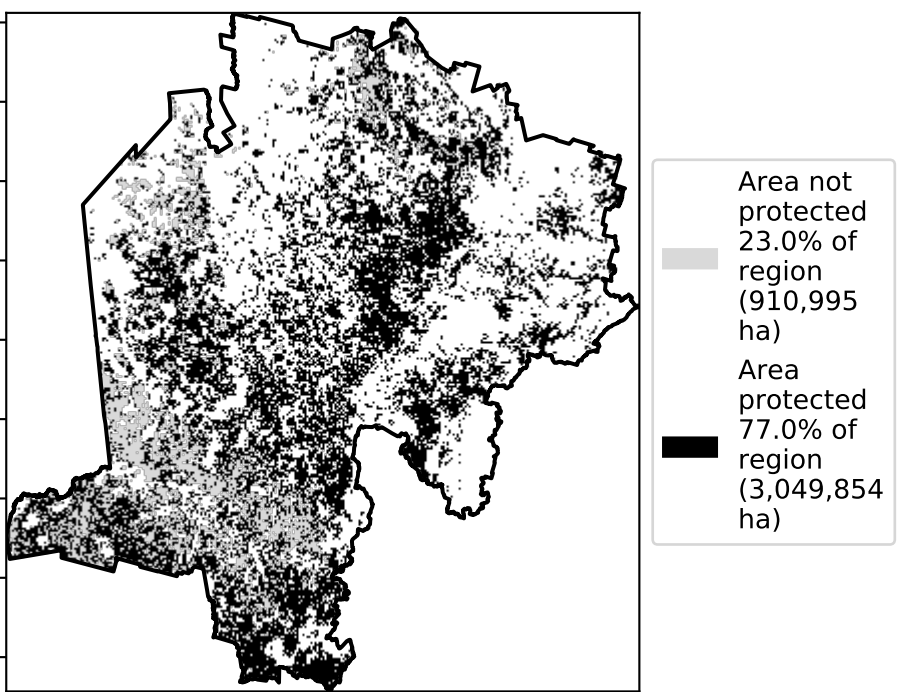 Area not
protected
23.0% of
region
(910,995
ha)
Area
protected
77.0% of
region
(3,049,854
ha)